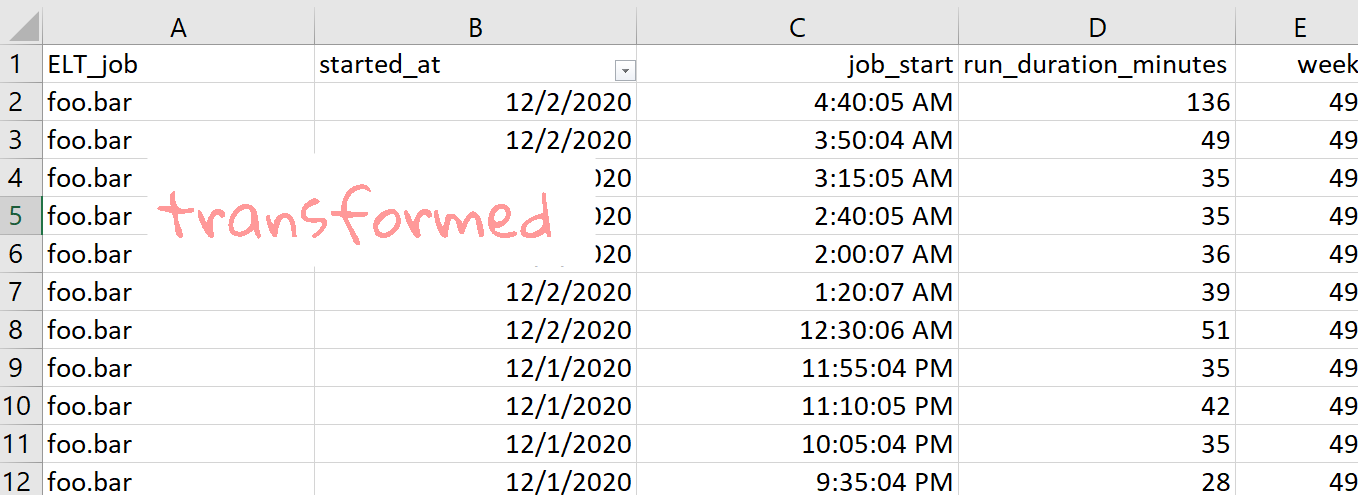 A B C D E
1 ELT_job started_at job_start run_duration_minutes week
2 foo.bar 12/2/2020 4:40:05 AM 136 49
3 foo.bar 12/2/2020 3:50:04 AM 49 49
4 foo.bar 020 3:15:05 AM 35 49
transformed
5 foo.bar 020 2:40:05 AM 35 49
6 foo.bar 020 2:00:07 AM 36 49
7 foo.bar 12/2/2020 1:20:07 AM 39 49
8 foo.bar 12/2/2020 12:30:06 AM 51 49
9 foo.bar 12/1/2020 11:55:04 PM 35 49
10 foo.bar 12/1/2020 11:10:05 PM 42 49
11 foo.bar 12/1/2020 10:05:04 PM 35 49
12 foo.bar 12/1/2020 9:35:04 PM 28 49